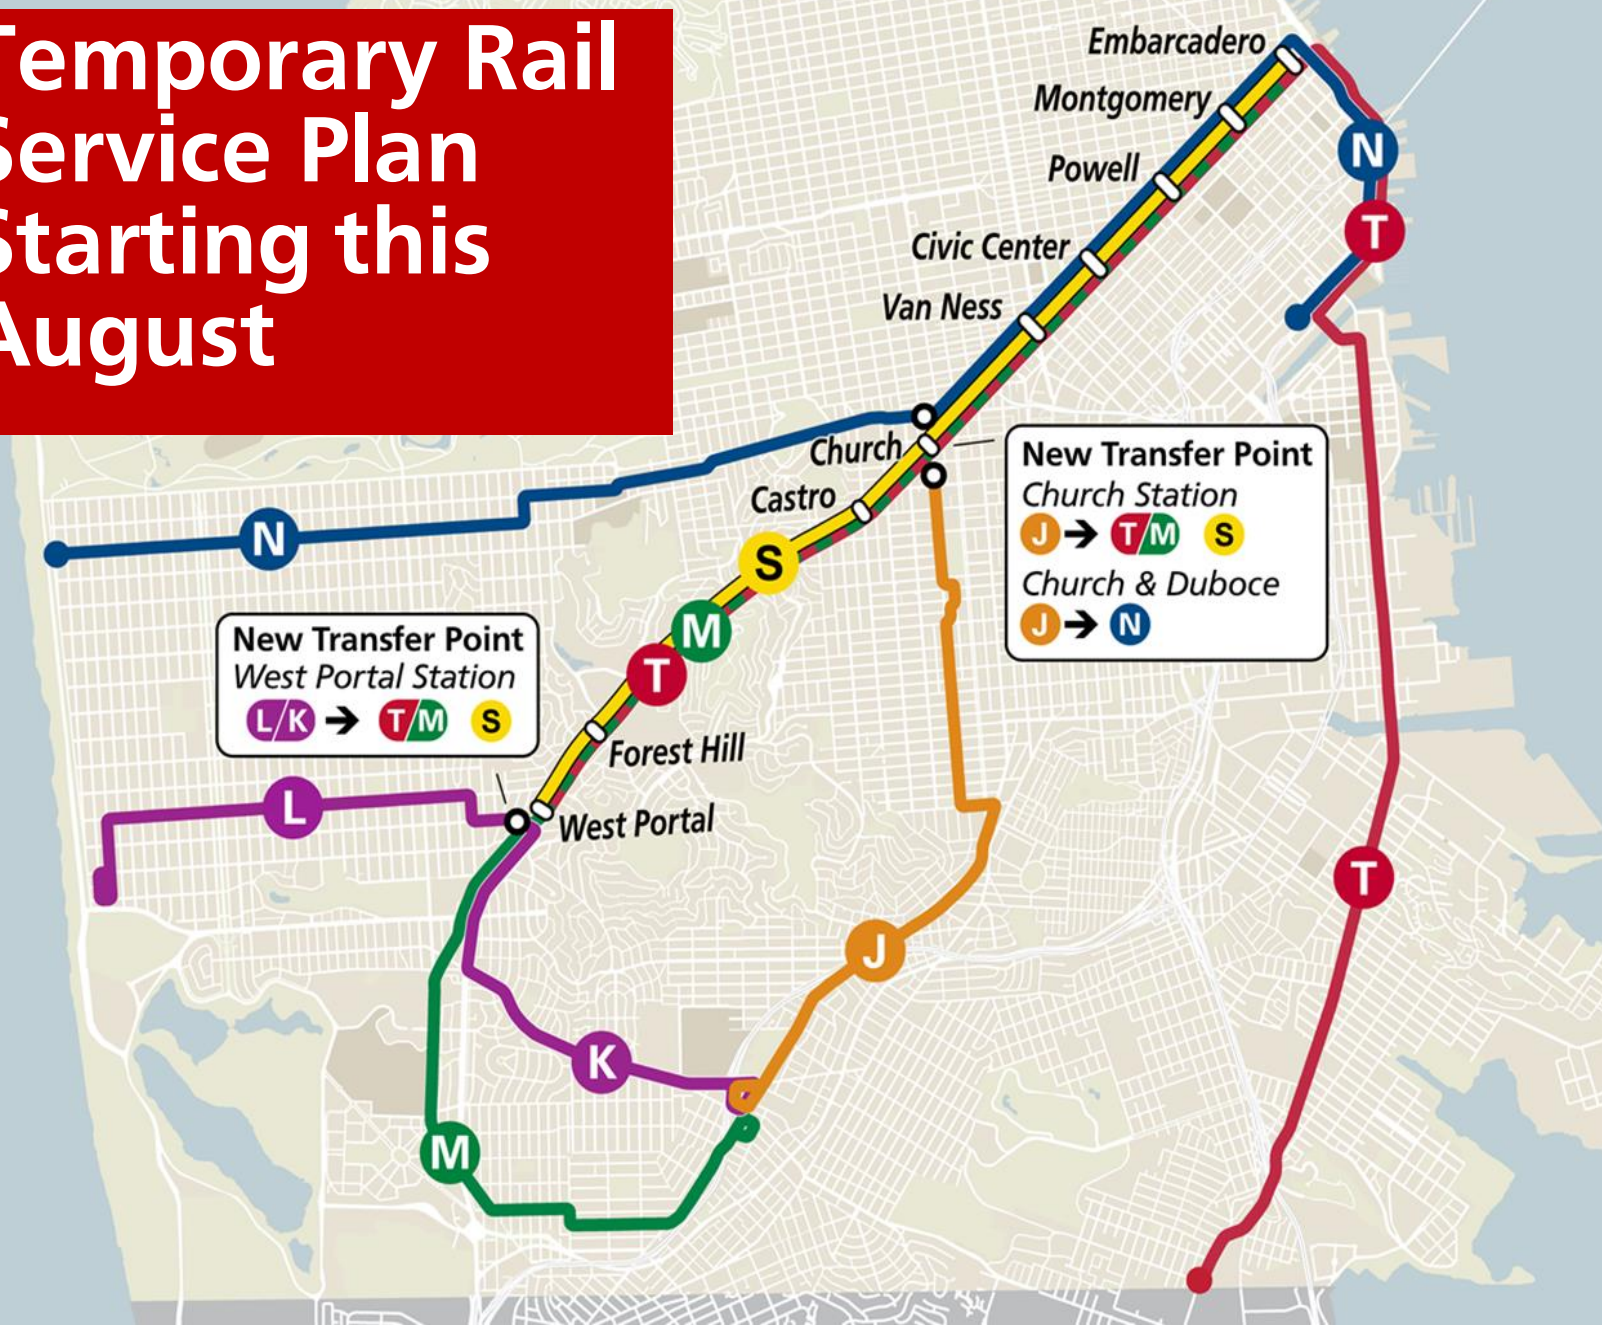 Temporary Rail
Service Plan
Starting this
August
Embarcadero
Montgomery
Powell
Civic Center
Van Ness
Church
Castro
Forest Hill
West Portal
N
T
N
S
M
T
L
K
M
J
T
New Transfer Point
Church Station
J → T/M S
Church & Duboce
J → N
New Transfer Point
West Portal Station
L/K → T/M S